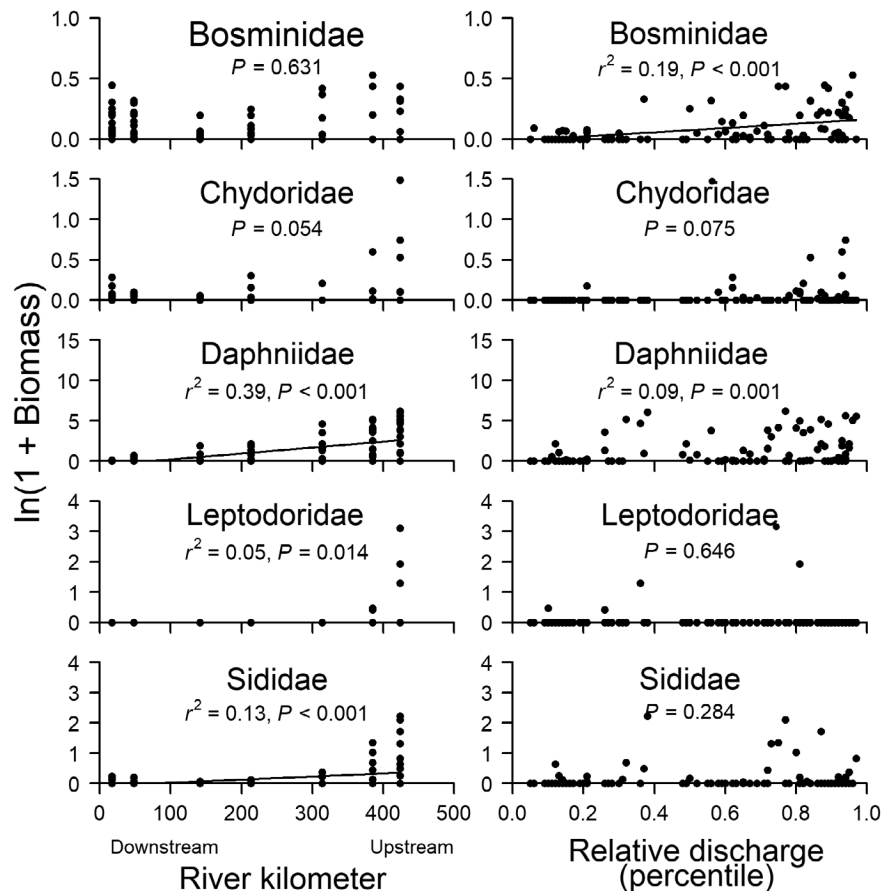 ln(1 + Biomass)
Bosminidae
P = 0.631
1.0
0.5
0.0
Bosminidae
r² = 0.19, P < 0.001
1.0
0.5
0.0
Chydoridae
P = 0.054
1.5
1.0
0.5
0.0
Chydoridae
P = 0.075
1.5
1.0
0.5
0.0
Daphniidae
r² = 0.39, P < 0.001
15
10
5
0
Daphniidae
r² = 0.09, P = 0.001
15
10
5
0
Leptodoridae
r² = 0.05, P = 0.014
4
3
2
1
0
Leptodoridae
P = 0.646
4
3
2
1
0
Sididae
r² = 0.13, P < 0.001
4
3
2
1
0
Sididae
P = 0.284
4
3
2
1
0
0 100 200 300 400 500
Downstream Upstream
River kilometer
0.0 0.2 0.4 0.6 0.8 1.0
Relative discharge
(percentile)